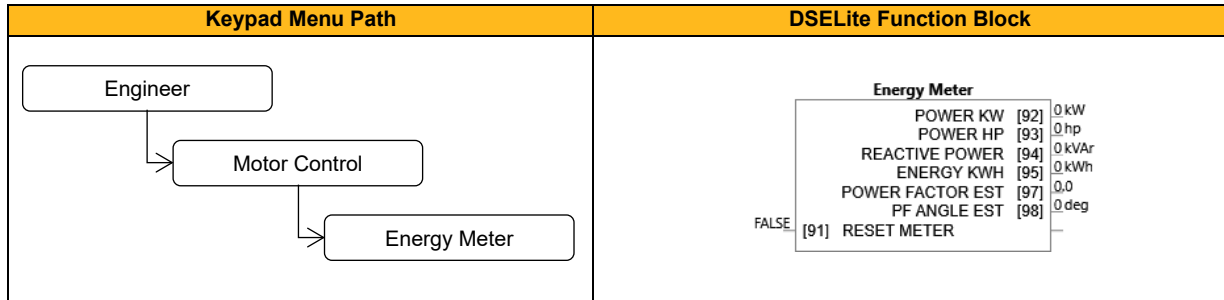 Keypad Menu Path
DSELite Function Block
Engineer
Motor Control
Energy Meter
Energy Meter
POWER KW [92] 0 kW
POWER HP [93] 0 hp
REACTIVE POWER [94] 0 kVAr
ENERGY KWH [95] 0 kWh
POWER FACTOR EST [97] 0.0
PF ANGLE EST [98] 0 deg
FALSE [91] RESET METER